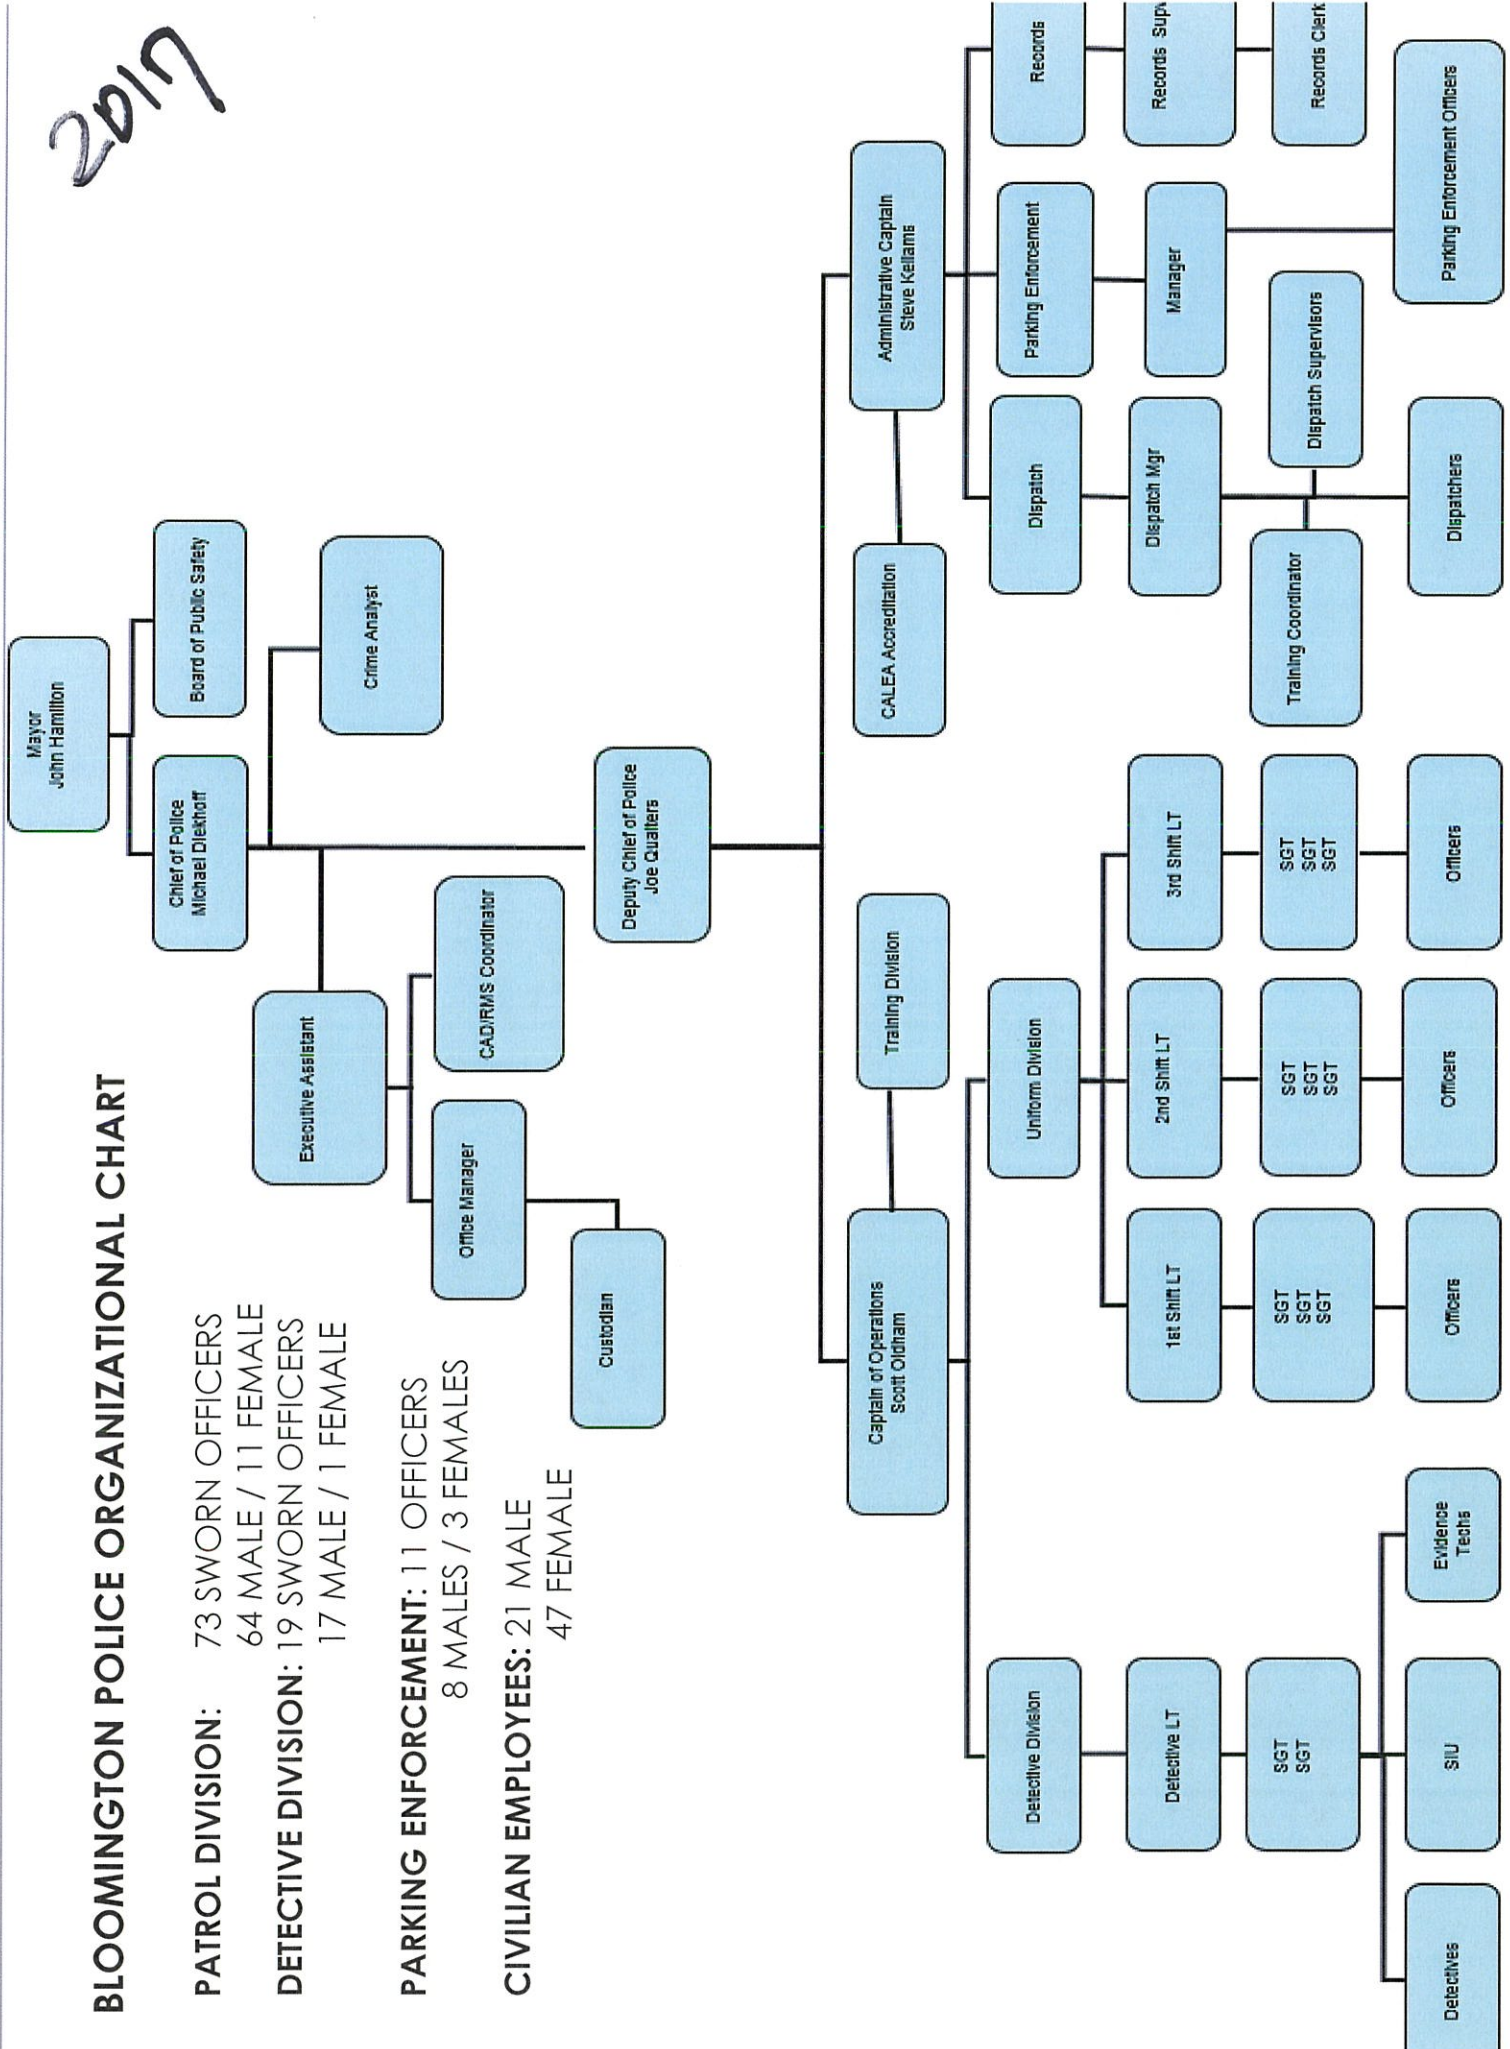 2017
BLOOMINGTON POLICE ORGANIZATIONAL CHART
PATROL DIVISION: 73 SWORN OFFICERS
64 MALE / 11 FEMALE
DETECTIVE DIVISION: 19 SWORN OFFICERS
17 MALE / 1 FEMALE
PARKING ENFORCEMENT: 11 OFFICERS
8 MALES / 3 FEMALES
CIVILIAN EMPLOYEES: 21 MALE
47 FEMALE
Mayor
John Hamilton
Chief of Police
Michael Diekhoff
Board of Public Safety
Executive Assistant
Crime Analyst
Office Manager
CAD/RMS Coordinator
Custodian
Deputy Chief of Police
Joe Qualters
Captain of Operations
Scott Oldham
Training Division
CALEA Accreditation
Administrative Captain
Steve Kellams
Detective Division
Uniform Division
Dispatch
Parking Enforcement
Records
Detective LT
1st Shift LT
2nd Shift LT
3rd Shift LT
Dispatch Mgr
Manager
Records
SGT
SGT
SGT
SGT
SGT
SGT
SGT
SGT
SGT
SGT
SGT
Training Coordinator
Dispatch Supervisors
Records Clerk
Detectives
SIU
Evidence
Techs
Officers
Officers
Officers
Dispatchers
Parking Enforcement Officers